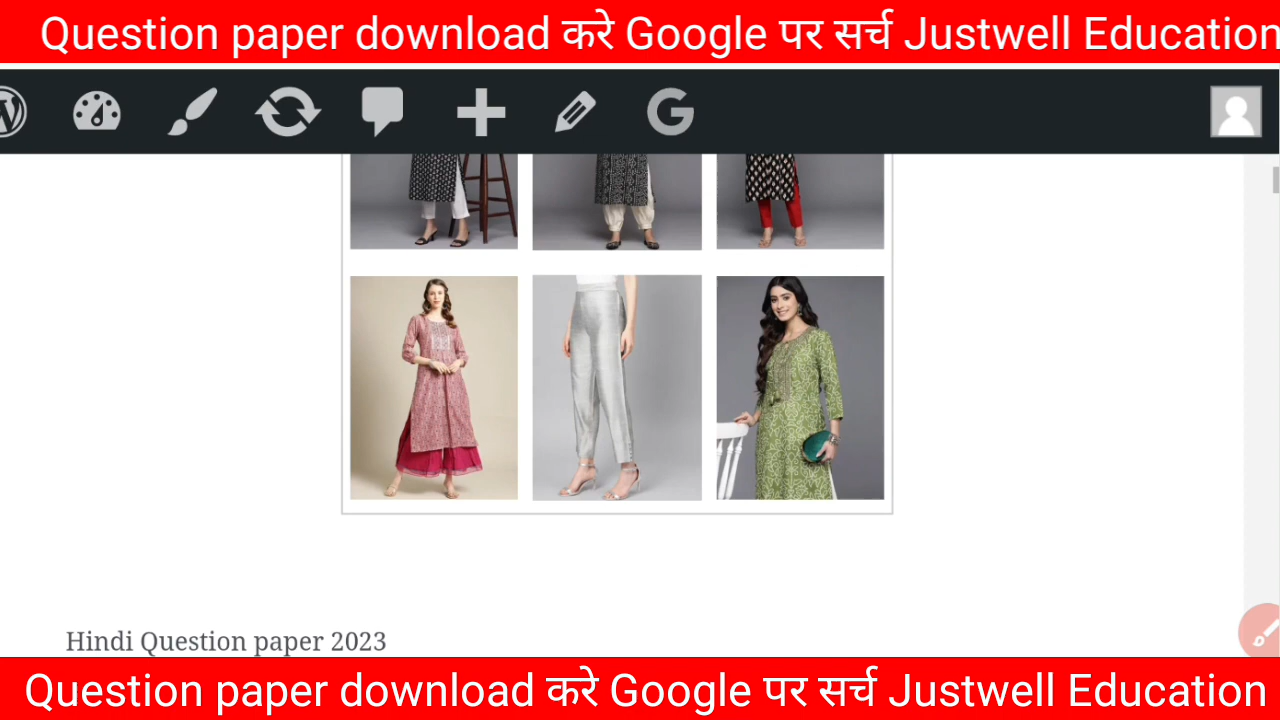 Question paper download करे Google पर सर्च Justwell Education
Hindi Question paper 2023
Question paper download करे Google पर सर्च Justwell Education